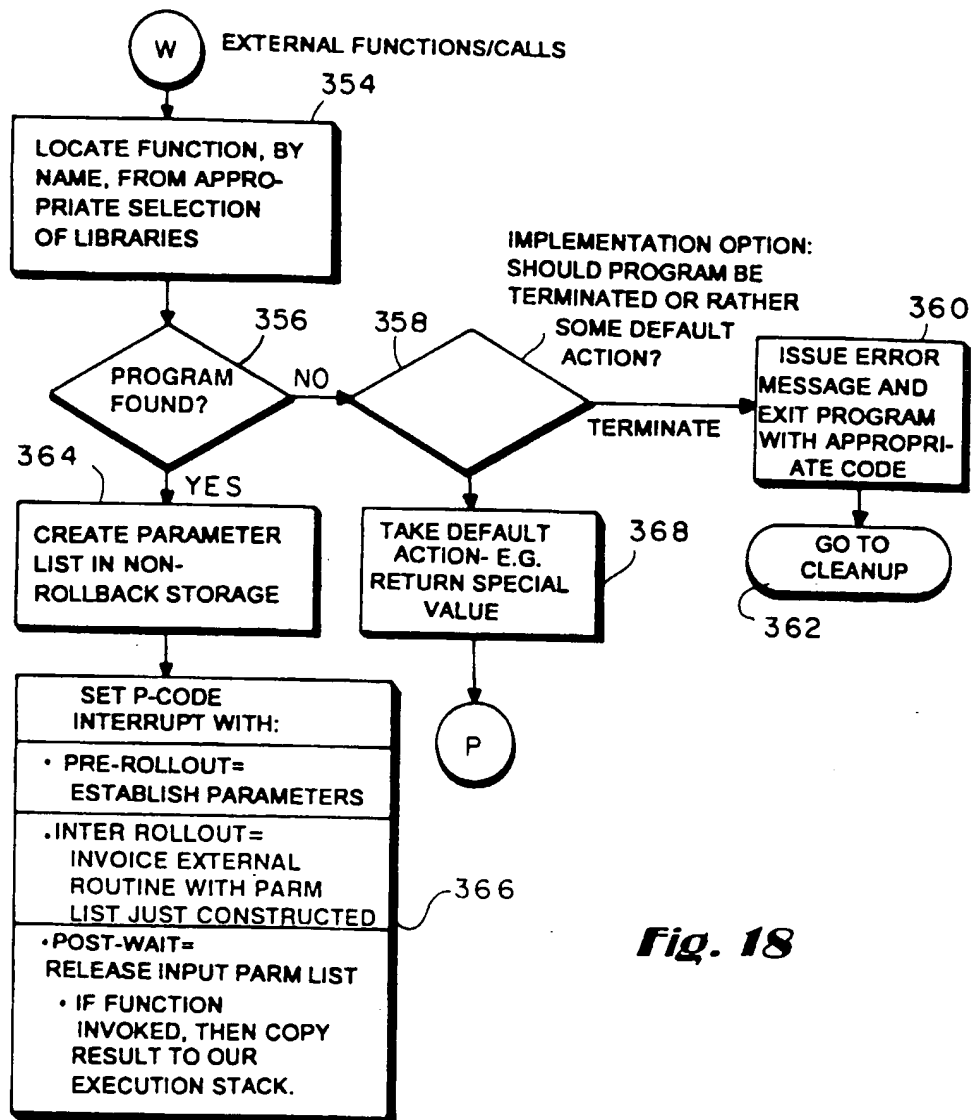 W
EXTERNAL FUNCTIONS/CALLS
354
LOCATE FUNCTION, BY
NAME, FROM APPRO-
PRIATE SELECTION
OF LIBRARIES
356
PROGRAM
FOUND?
NO
358
IMPLEMENTATION OPTION:
SHOULD PROGRAM BE
TERMINATED OR RATHER
SOME DEFAULT
ACTION?
TERMINATE
360
ISSUE ERROR
MESSAGE AND
EXIT PROGRAM
WITH APPROPRI-
ATE CODE
GO TO
CLEANUP
362
364
YES
CREATE PARAMETER
LIST IN NON-
ROLLBACK STORAGE
TAKE DEFAULT
ACTION- E.G.
RETURN SPECIAL
VALUE
368
P
SET P-CODE
INTERRUPT WITH:
• PRE-ROLLOUT=
ESTABLISH PARAMETERS
.INTER ROLLOUT=
INVOICE EXTERNAL
ROUTINE WITH PARM
LIST JUST CONSTRUCTED
366
•POST-WAIT=
RELEASE INPUT PARM LIST
• IF FUNCTION
INVOKED, THEN COPY
RESULT TO OUR
EXECUTION STACK.
Fig. 18